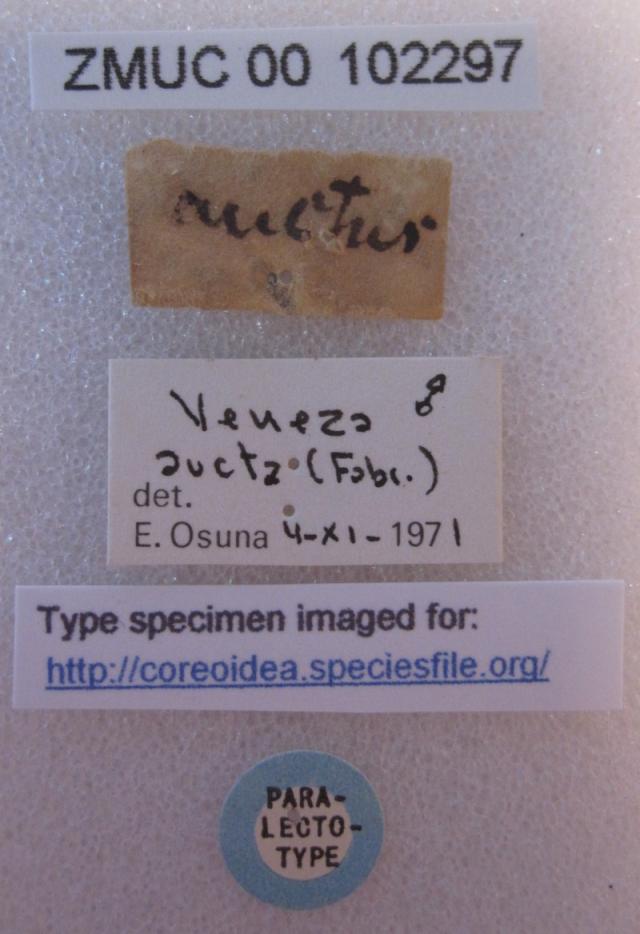 ZMUC 00 102297
auctus
Veneza ♂
aucta (Fabr.)
det.
E. Osuna 4-XI-1971
Type specimen imaged for:
http://coreoidea.speciesfile.org/
PARA-
LECTO-
TYPE